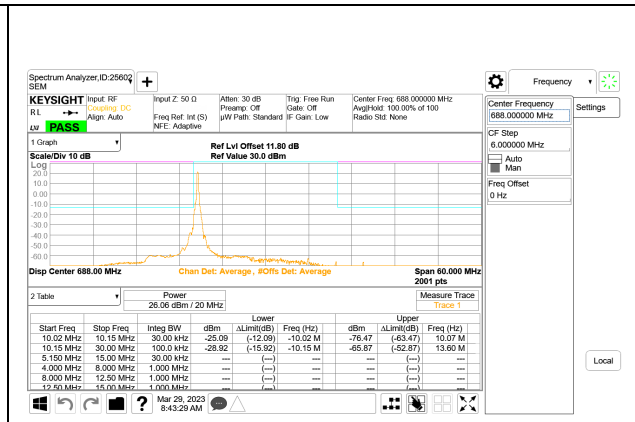 Spectrum Analyzer,ID:25602
SEM
Frequency
KEYSIGHT
R L
LXI
PASS
Input: RF
Coupling: DC
Align: Auto
Input Z: 50 Ω
Freq Ref: Int (S)
NFE: Adaptive
Atten: 30 dB
Preamp: Off
µW Path: Standard
Trig: Free Run
Gate: Off
IF Gain: Low
Center Freq: 688.000000 MHz
Avg|Hold: 100.00% of 100
Radio Std: None
Center Frequency
688.000000 MHz
Settings
CF Step
6.000000 MHz
Auto
Man
Freq Offset
0 Hz
Local
1 Graph
Ref Lvl Offset 11.80 dB
Scale/Div 10 dB
Ref Value 30.0 dBm
Log
20.0
10.0
0.00
-10.0
-20.0
-30.0
-40.0
-50.0
-60.0
Disp Center 688.00 MHz
Chan Det: Average, #Offs Det: Average
Span 60.000 MHz
2001 pts
2 Table
Power
26.06 dBm / 20 MHz
Measure Trace
Trace 1
Lower Upper
Start Freq Stop Freq Integ BW dBm ΔLimit(dB) Freq (Hz) dBm ΔLimit(dB) Freq (Hz)
10.02 MHz 10.15 MHz 30.00 kHz -25.09 (-12.09) -10.02 M -76.47 (-63.47) 10.07 M
10.15 MHz 30.00 MHz 100.0 kHz -28.92 (-15.92) -10.15 M -65.87 (-52.87) 13.60 M
5.150 MHz 15.00 MHz 30.00 kHz --- (---) --- --- (---) ---
4.000 MHz 8.000 MHz 1.000 MHz --- (---) --- --- (---) ---
8.000 MHz 12.50 MHz 1.000 MHz --- (---) --- --- (---) ---
12.50 MHz 15.00 MHz 1.000 MHz --- (---) --- --- (---) ---
Mar 29, 2023
8:43:29 AM